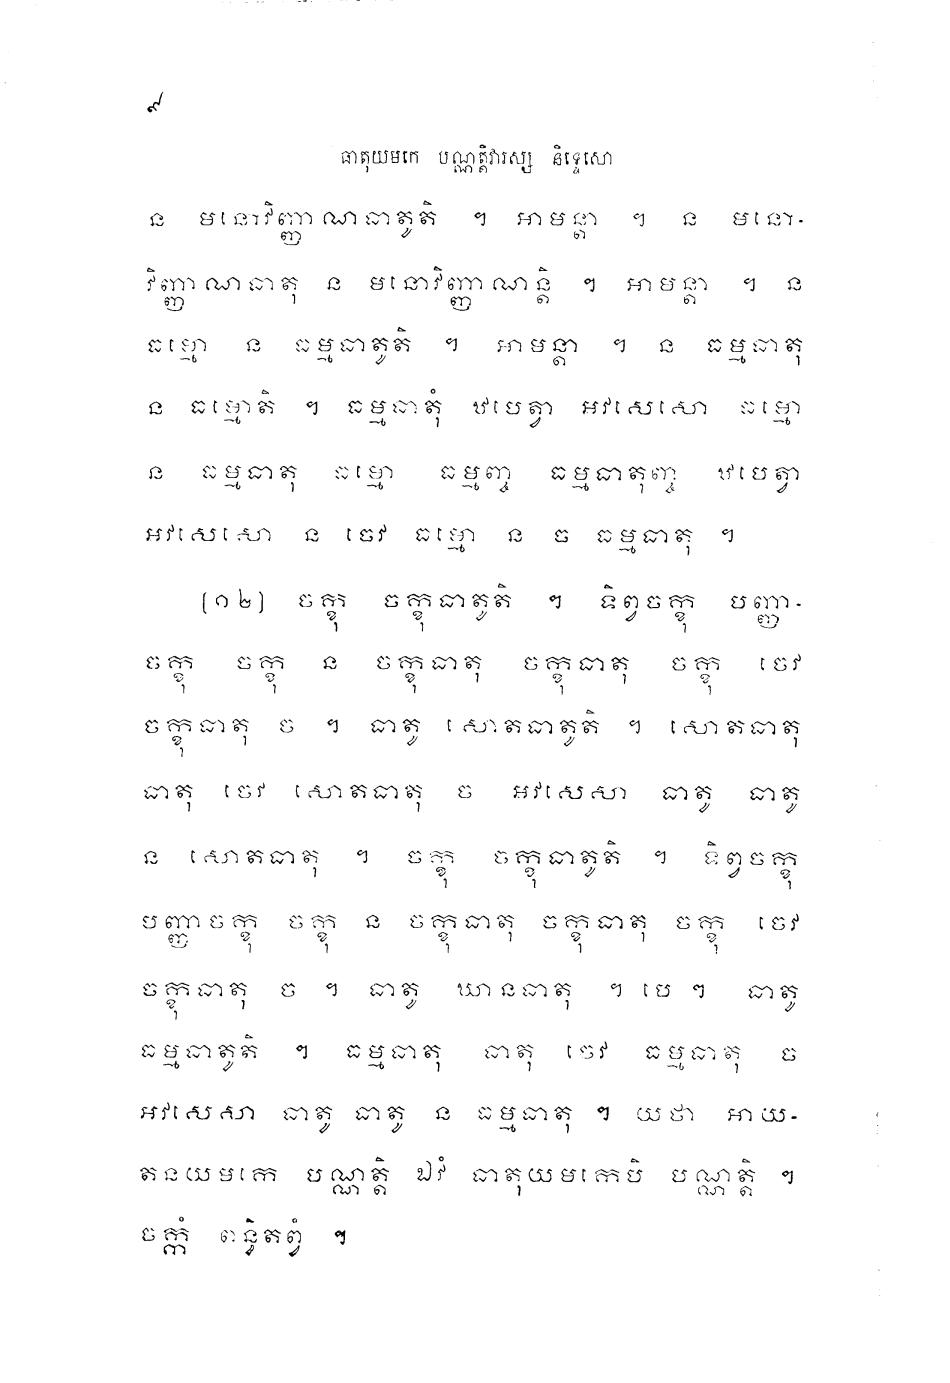 ៩
ធាតុយមកេ បណ្ណត្តិវារស្ស និទ្ទេសោ
ន មនោវិញ្ញាណធាតូតិ ។ អាមន្តា ។ ន មនោ-
វិញ្ញាណធាតុ ន មនោវិញ្ញាណន្តិ ។ អាមន្តា ។ ន
ធម្មោ ន ធម្មធាតូតិ ។ អាមន្តា ។ ន ធម្មធាតុ
ន ធម្មោតិ ។ ធម្មធាតុំ ឋបេត្វា អវសេសោ ធម្មោ
ន ធម្មធាតុ ធម្មោ ធម្មញ្ច ធម្មធាតុញ្ច ឋបេត្វា
អវសេសោ ន ចេវ ធម្មោ ន ច ធម្មធាតុ ។
(១២) ចក្ខុ ចក្ខុធាតូតិ ។ ទិព្វចក្ខុ បញ្ញា-
ចក្ខុ ចក្ខុ ន ចក្ខុធាតុ ចក្ខុធាតុ ចក្ខុ ចេវ
ចក្ខុធាតុ ច ។ ធាតូ សោតធាតូតិ ។ សោតធាតុ
ធាតុ ចេវ សោតធាតុ ច អវសេសា ធាតូ ធាតូ
ន សោតធាតុ ។ ចក្ខុ ចក្ខុធាតូតិ ។ ទិព្វចក្ខុ
បញ្ញាចក្ខុ ចក្ខុ ន ចក្ខុធាតុ ចក្ខុធាតុ ចក្ខុ ចេវ
ចក្ខុធាតុ ច ។ ធាតូ ឃានធាតុ ។ បេ ។ ធាតូ
ធម្មធាតូតិ ។ ធម្មធាតុ ធាតុ ចេវ ធម្មធាតុ ច
អវសេសា ធាតូ ធាតូ ន ធម្មធាតុ ។ យថា អាយ-
តនយមកេ បណ្ណត្តិ ឯវំ ធាតុយមកេបិ បណ្ណត្តិ ។
ចក្កំ ពន្ធិតព្វំ ។